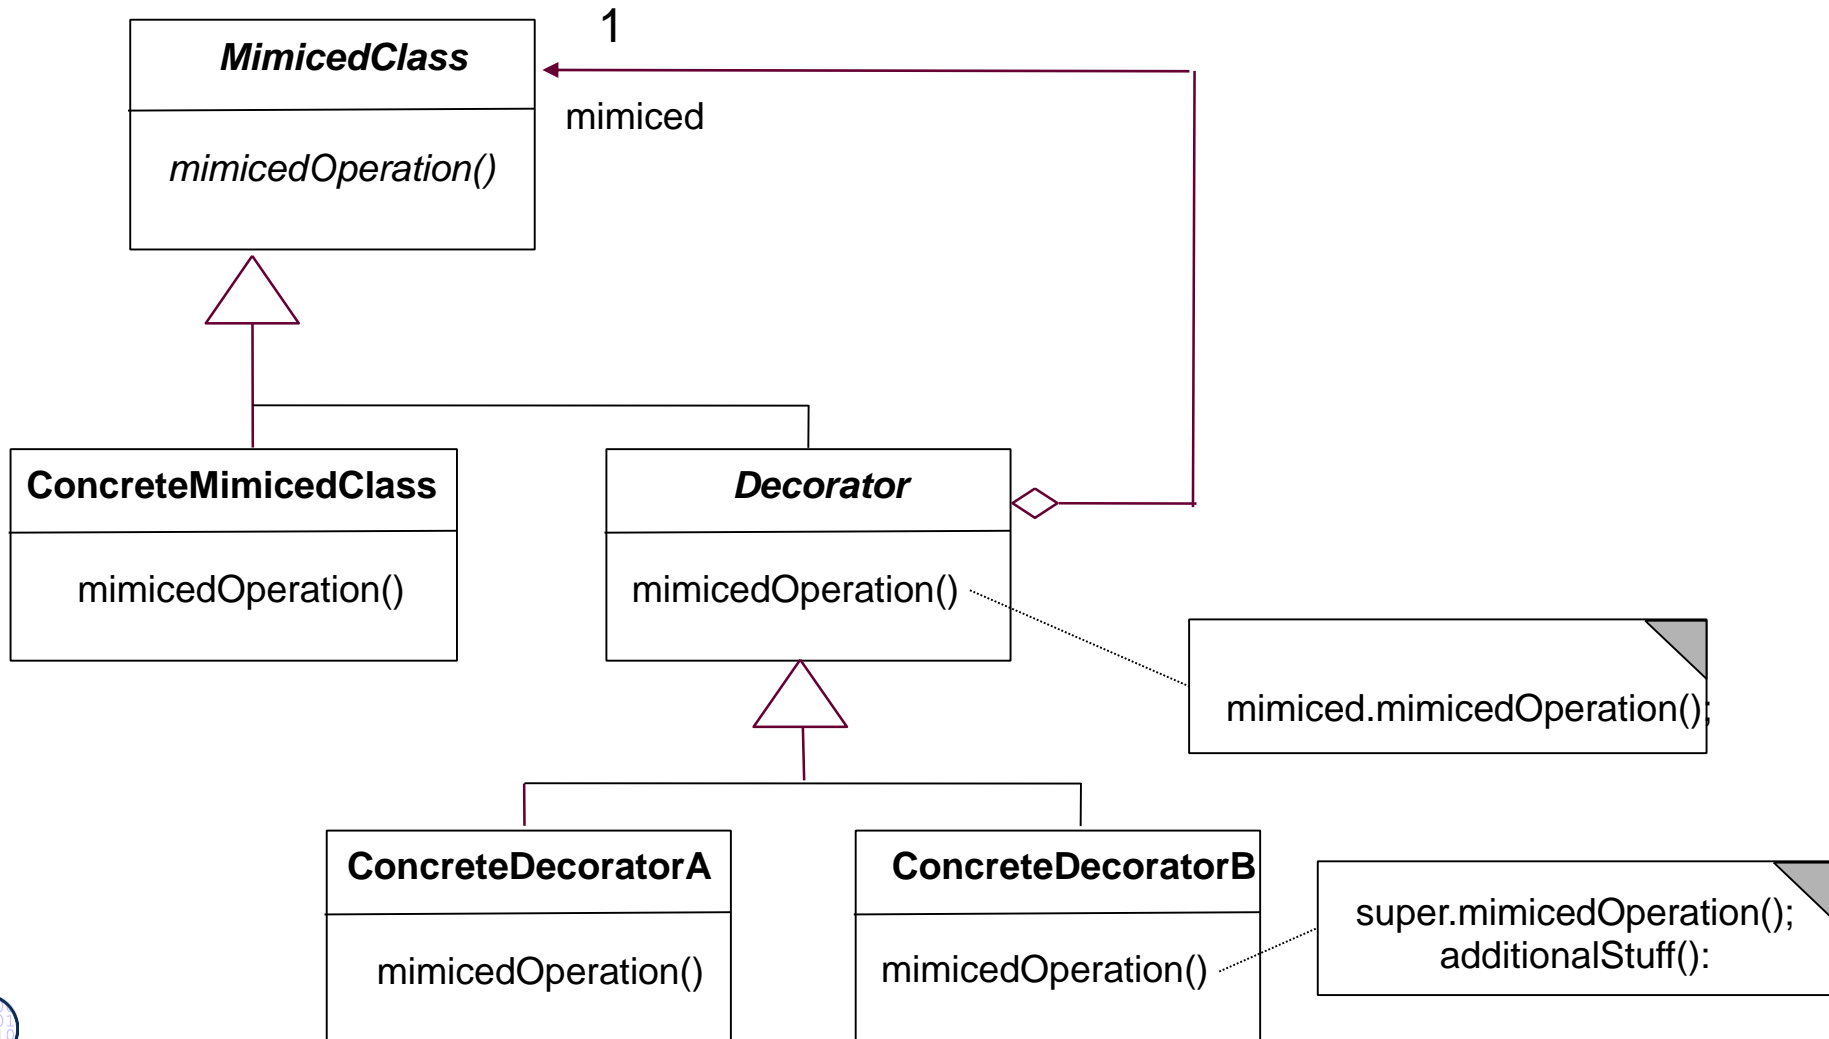 1
MimicedClass
mimiced
mimicedOperation()
ConcreteMimicedClass
Decorator
mimicedOperation()
mimicedOperation()
mimiced.mimicedOperation();
ConcreteDecoratorA
ConcreteDecoratorB
super.mimicedOperation();
additionalStuff():
mimicedOperation()
mimicedOperation()